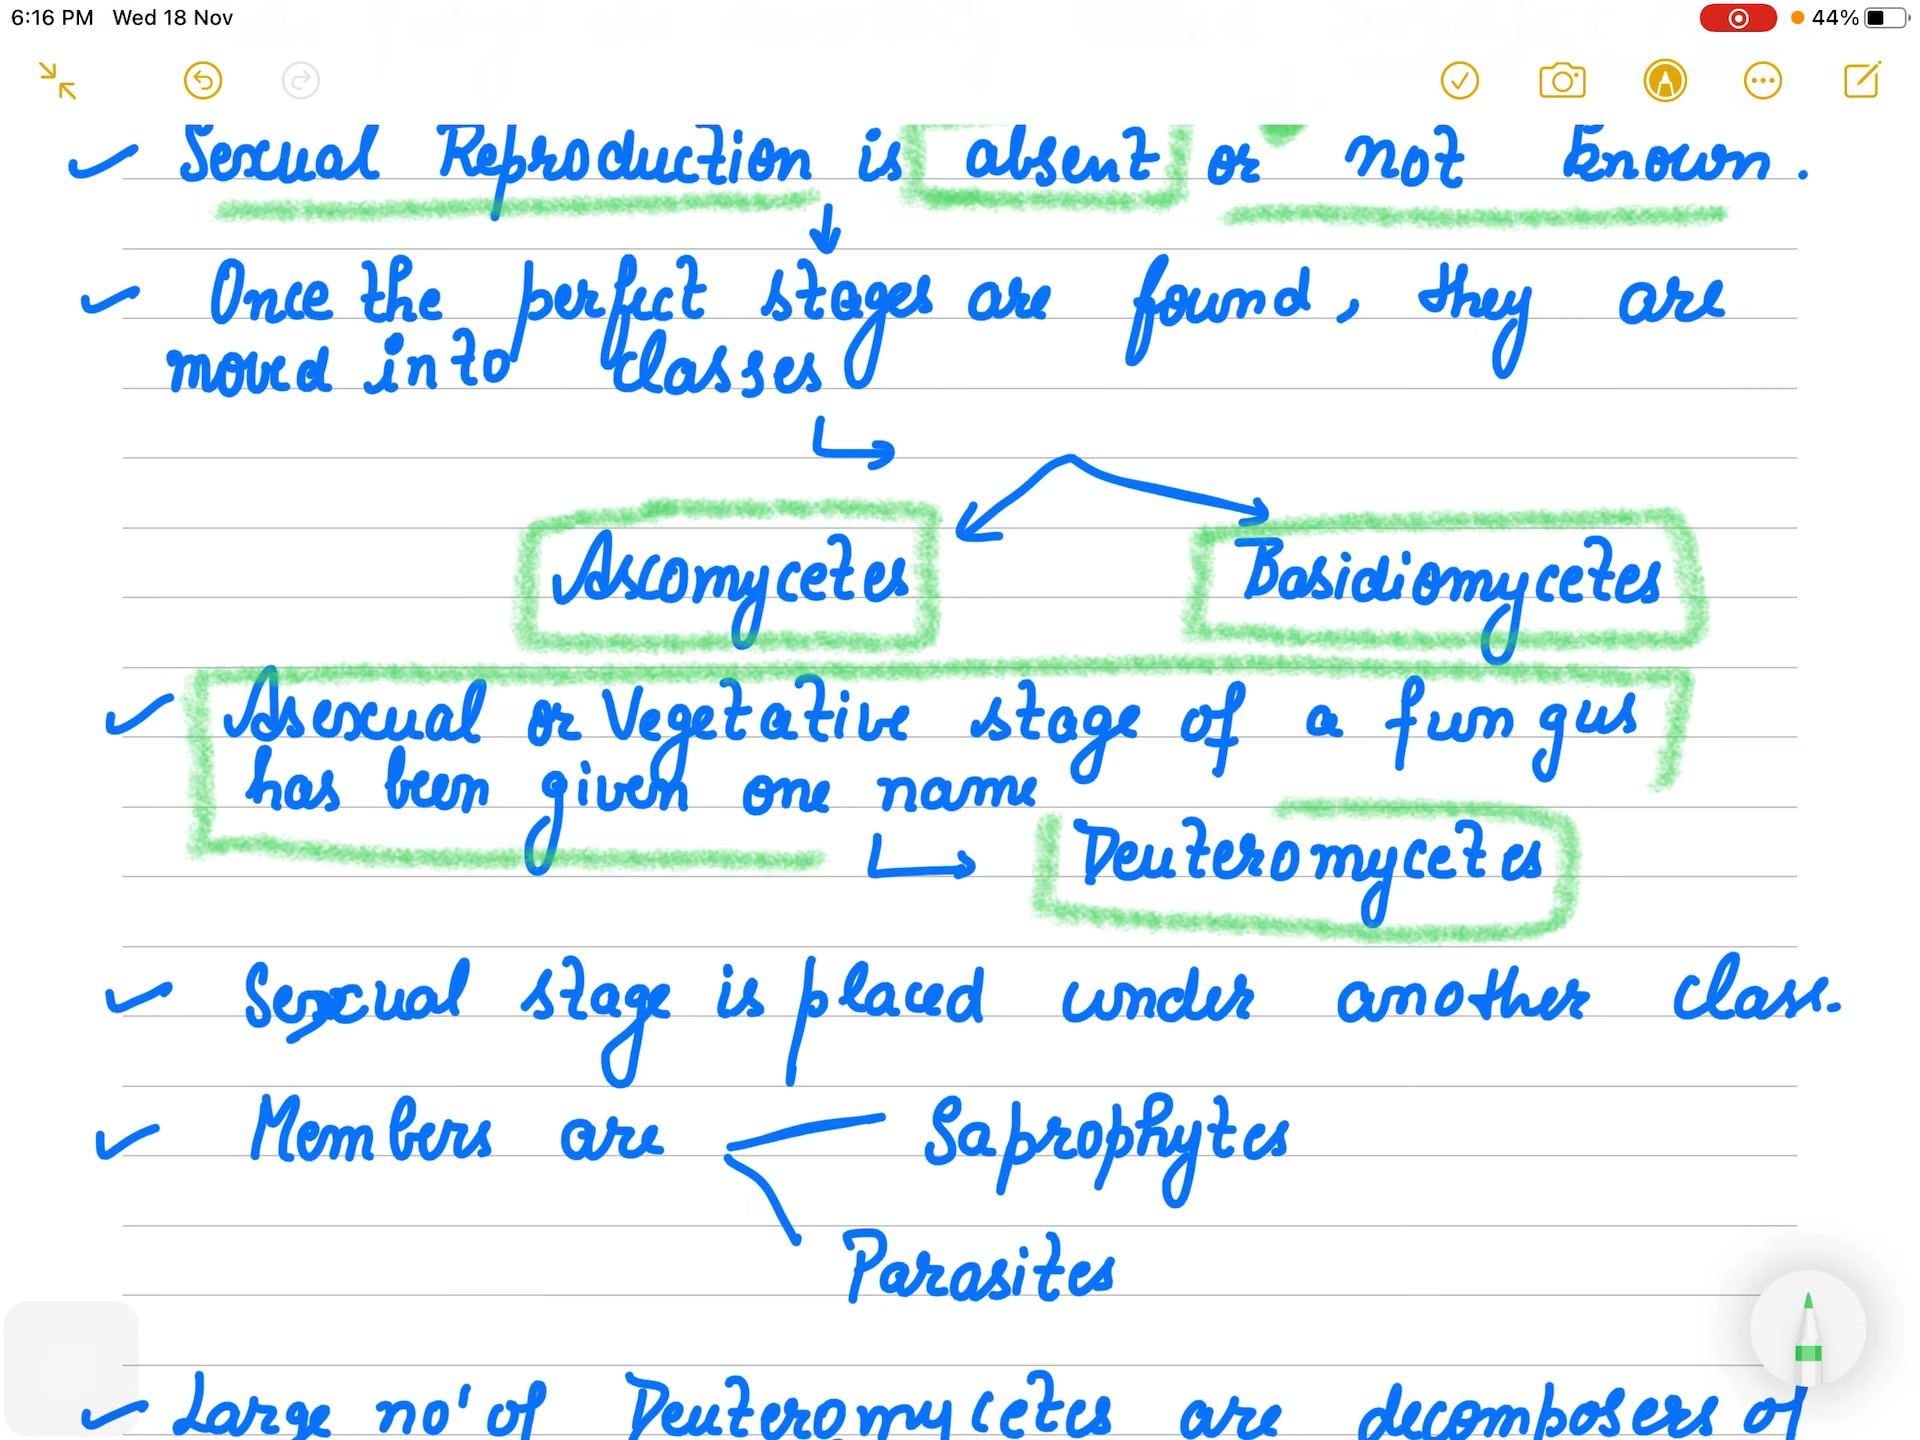 6:16 PM Wed 18 Nov 44%
Sexual Reproduction is absent or not known.
Once the perfect stages are found, they are
moved into classes
Ascomycetes Basidiomycetes
Asexual or Vegetative stage of a fungus
has been given one name
Deuteromycetes
Sexual stage is placed under another class.
Members are Saprophytes
Parasites
Large no' of Deuteromycetes are decomposers of